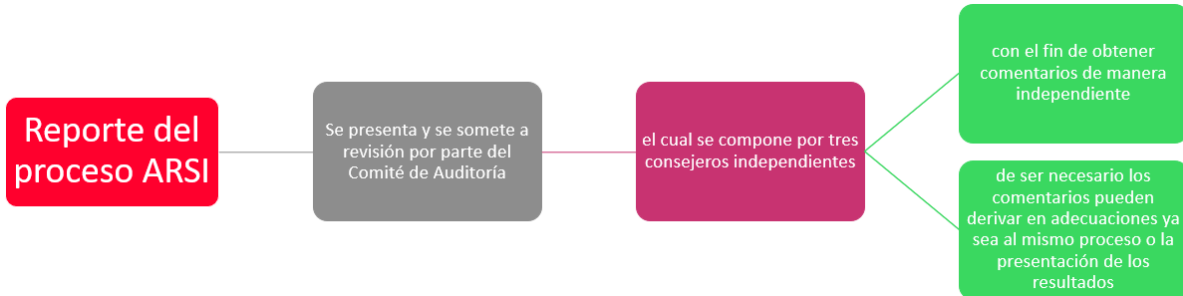 Reporte del
proceso ARSI
Se presenta y se somete a
revisión por parte del
Comité de Auditoría
el cual se compone por tres
consejeros independientes
con el fin de obtener
comentarios de manera
independiente
de ser necesario los
comentarios pueden
derivar en adecuaciones ya
sea al mismo proceso o la
presentación de los
resultados